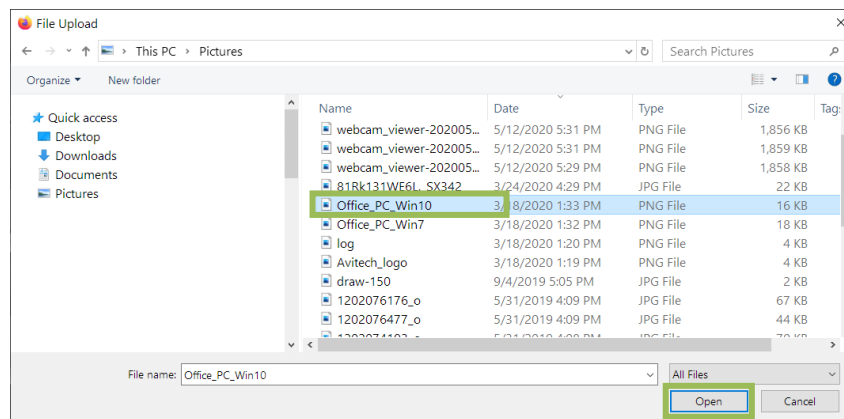 File Upload
This PC > Pictures
Search Pictures
Organize
New folder
Quick access
Desktop
Downloads
Documents
Pictures
Name Date Type Size Tag:
webcam_viewer-202005... 5/12/2020 5:31 PM PNG File 1,856 KB
webcam_viewer-202005... 5/12/2020 5:31 PM PNG File 1,859 KB
webcam_viewer-202005... 5/12/2020 5:29 PM PNG File 1,858 KB
81Rk131WE6L._SX342_ 3/24/2020 4:29 PM JPG File 22 KB
Office_PC_Win10 3/18/2020 1:33 PM PNG File 16 KB
Office_PC_Win7 3/18/2020 1:32 PM PNG File 18 KB
log 3/18/2020 1:20 PM PNG File 4 KB
Avitech_logo 3/18/2020 1:19 PM PNG File 4 KB
draw-150 9/4/2019 5:05 PM JPG File 2 KB
1202076176_o 5/31/2019 4:09 PM JPG File 67 KB
1202076477_o 5/31/2019 4:09 PM JPG File 44 KB
File name: Office_PC_Win10 All Files
Open Cancel